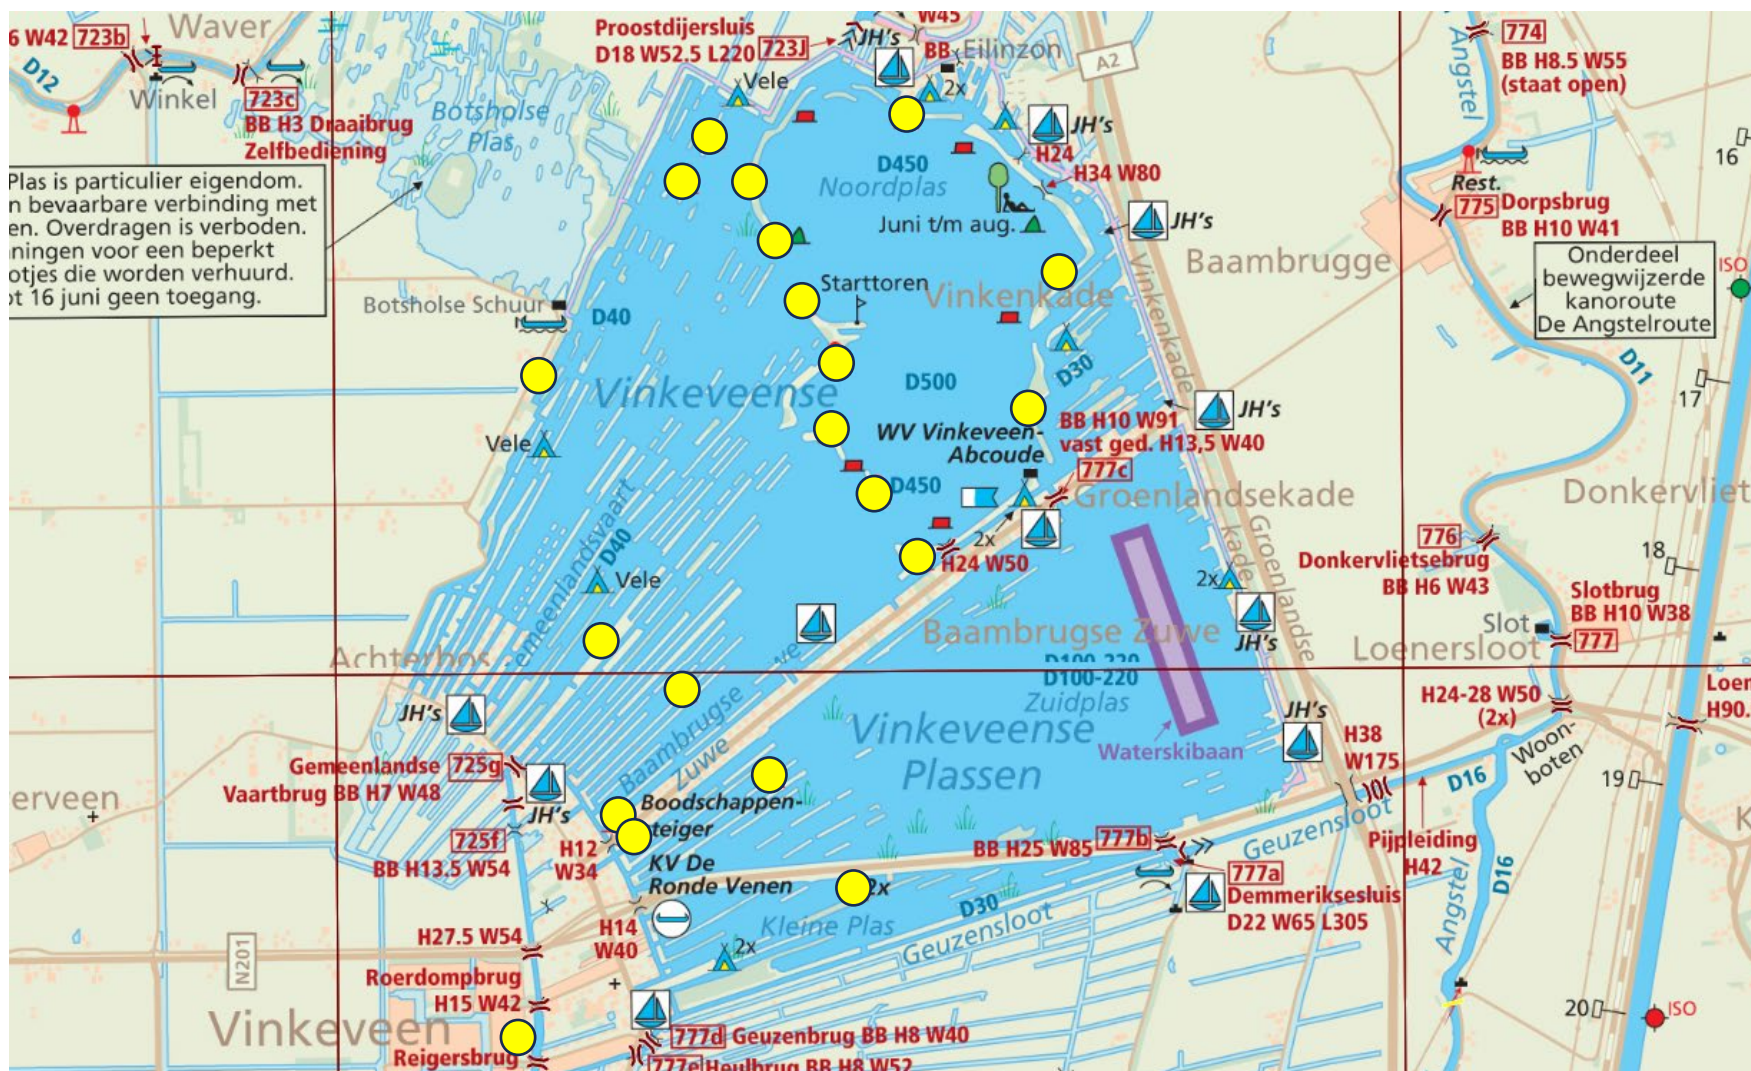 Waver
6 W42 723b
D12
Winkel
723c
BB H3 Draaibrug
Zelfbediening
Botsholse
Plas
Plas is particulier eigendom.
n bevaarbare verbinding met
en. Overdragen is verboden.
ningen voor een beperkt
otjes die worden verhuurd.
ot 16 juni geen toegang.
Botsholse Schuur
D40
Proostdijersluis
D18 W52.5 L220 723J
JH's
W45
BB
Eilinzon
Vele
2x
A2
JH's
H24
H34 W80
D450
Noordplas
Juni t/m aug.
JH's
Starttoren
Vinkenkade
Vinkenkade
Baambrugge
Angstel
774
BB H8.5 W55
(staat open)
16
Rest.
775 Dorpsbrug
BB H10 W41
Onderdeel
bewegwijzerde
kanoroute
De Angstelroute
ISO
D11
17
Vinkeveense
D500
D30
WV Vinkeveen-
Abcoude
BB H10 W91
vast ged. H13,5 W40
777c
JH's
Vele
D450
Groenlandsekade
Donkervliet
D40
Vele
2x
H24 W50
2x
kade
Groenlandse
776
Donkervlietsebrug
BB H6 W43
18
Slotbrug
BB H10 W38
Slot
777
Loenersloot
Achterbos
emeenlandsvaart
Baambrugse Zuwe
JH's
D100-220
D100-220
Zuidplas
H24-28 W50
(2x)
Loer
H90.
JH's
we
Baambrugse
Zuwe
Vinkeveense
Plassen
Waterskibaan
JH's
H38
W175
Woon-
boten
D16
19
Gemeenlandse 725g
Vaartbrug BB H7 W48
JH's
erveen
725f
BB H13.5 W54
H12
W34
Boodschappen-
steiger
KV De
Ronde Venen
BB H25 W85 777b
Geuzensloot
Pijpleiding
H42
777a
Demmeriksesluis
D22 W65 L305
2x
D30
Kleine Plas
Geuzensloot
Angstel
D16
H14
W40
2x
H27.5 W54
N201
Roerdompbrug
H15 W42
Vinkeveen
Reigersbrug
777d Geuzenbrug BB H8 W40
777e Heulbrug BB H8 W52
20
ISO